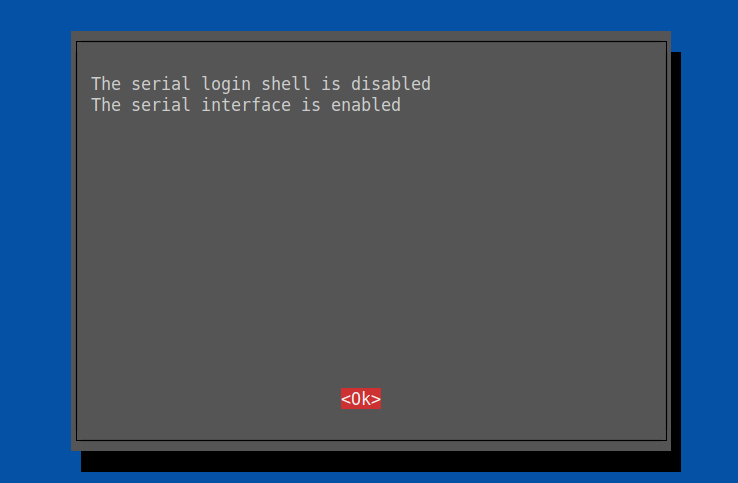 The serial login shell is disabled
The serial interface is enabled
<Ok>